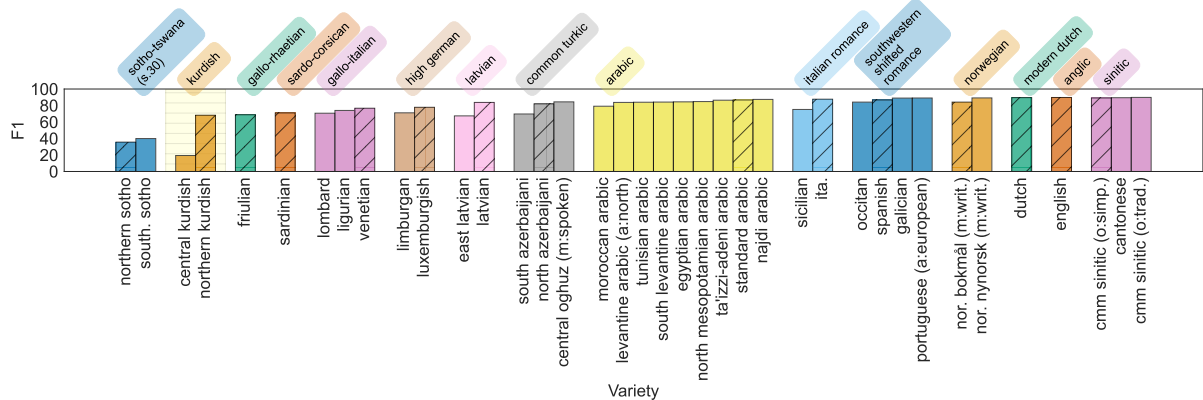 sotho-tswana
(s.30)
kurdish
gallo-rhaetian
sardo-corsican
gallo-italian
high german
latvian
common turkic
arabic
italian romance
southwestern
shifted
romance
norwegian
modern dutch
anglic
sinitic
F1
100
80
60
40
20
0
northern sotho
south. sotho
central kurdish
northern kurdish
friulian
sardinian
lombard
ligurian
venetian
limburgan
luxemburgish
east latvian
latvian
south azerbaijani
north azerbaijani
central oghuz (m:spoken)
moroccan arabic
levantine arabic (a:north)
tunisian arabic
south levantine arabic
egyptian arabic
north mesopotamian arabic
ta'izzi-adeni arabic
standard arabic
najdi arabic
sicilian
ita.
occitan
spanish
galician
portuguese (a:european)
nor. bokmål (m:writ.)
nor. nynorsk (m:writ.)
dutch
english
cmm sinitic (o:simp.)
cantonese
cmm sinitic (o:trad.)
Variety